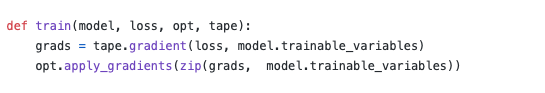 def train(model, loss, opt, tape):
    grads = tape.gradient(loss, model.trainable_variables)
    opt.apply_gradients(zip(grads,  model.trainable_variables))